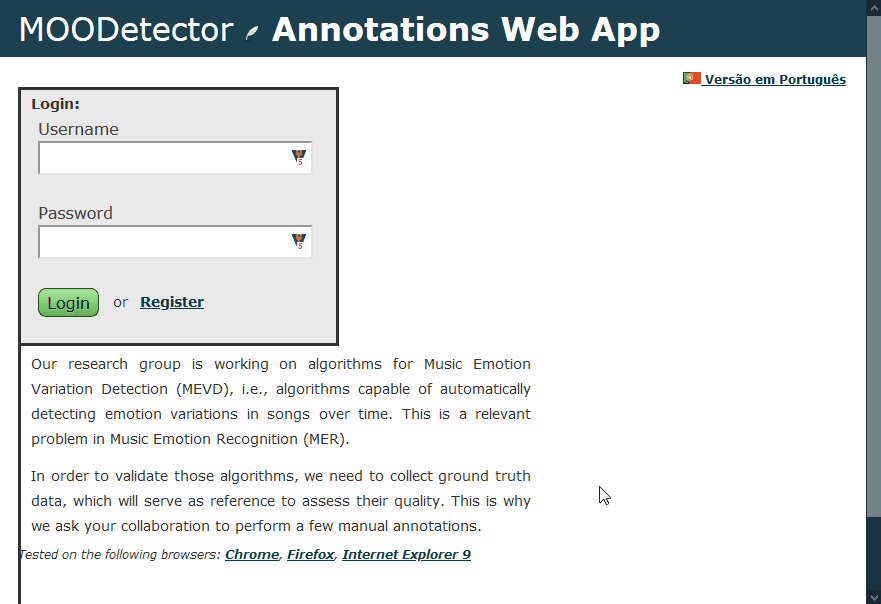 MOODetector Annotations Web App
Versão em Português
Login:
Username
Password
Login or Register
Our research group is working on algorithms for Music Emotion
Variation Detection (MEVD), i.e., algorithms capable of automatically
detecting emotion variations in songs over time. This is a relevant
problem in Music Emotion Recognition (MER).
In order to validate those algorithms, we need to collect ground truth
data, which will serve as reference to assess their quality. This is why
we ask your collaboration to perform a few manual annotations.
Tested on the following browsers: Chrome, Firefox, Internet Explorer 9